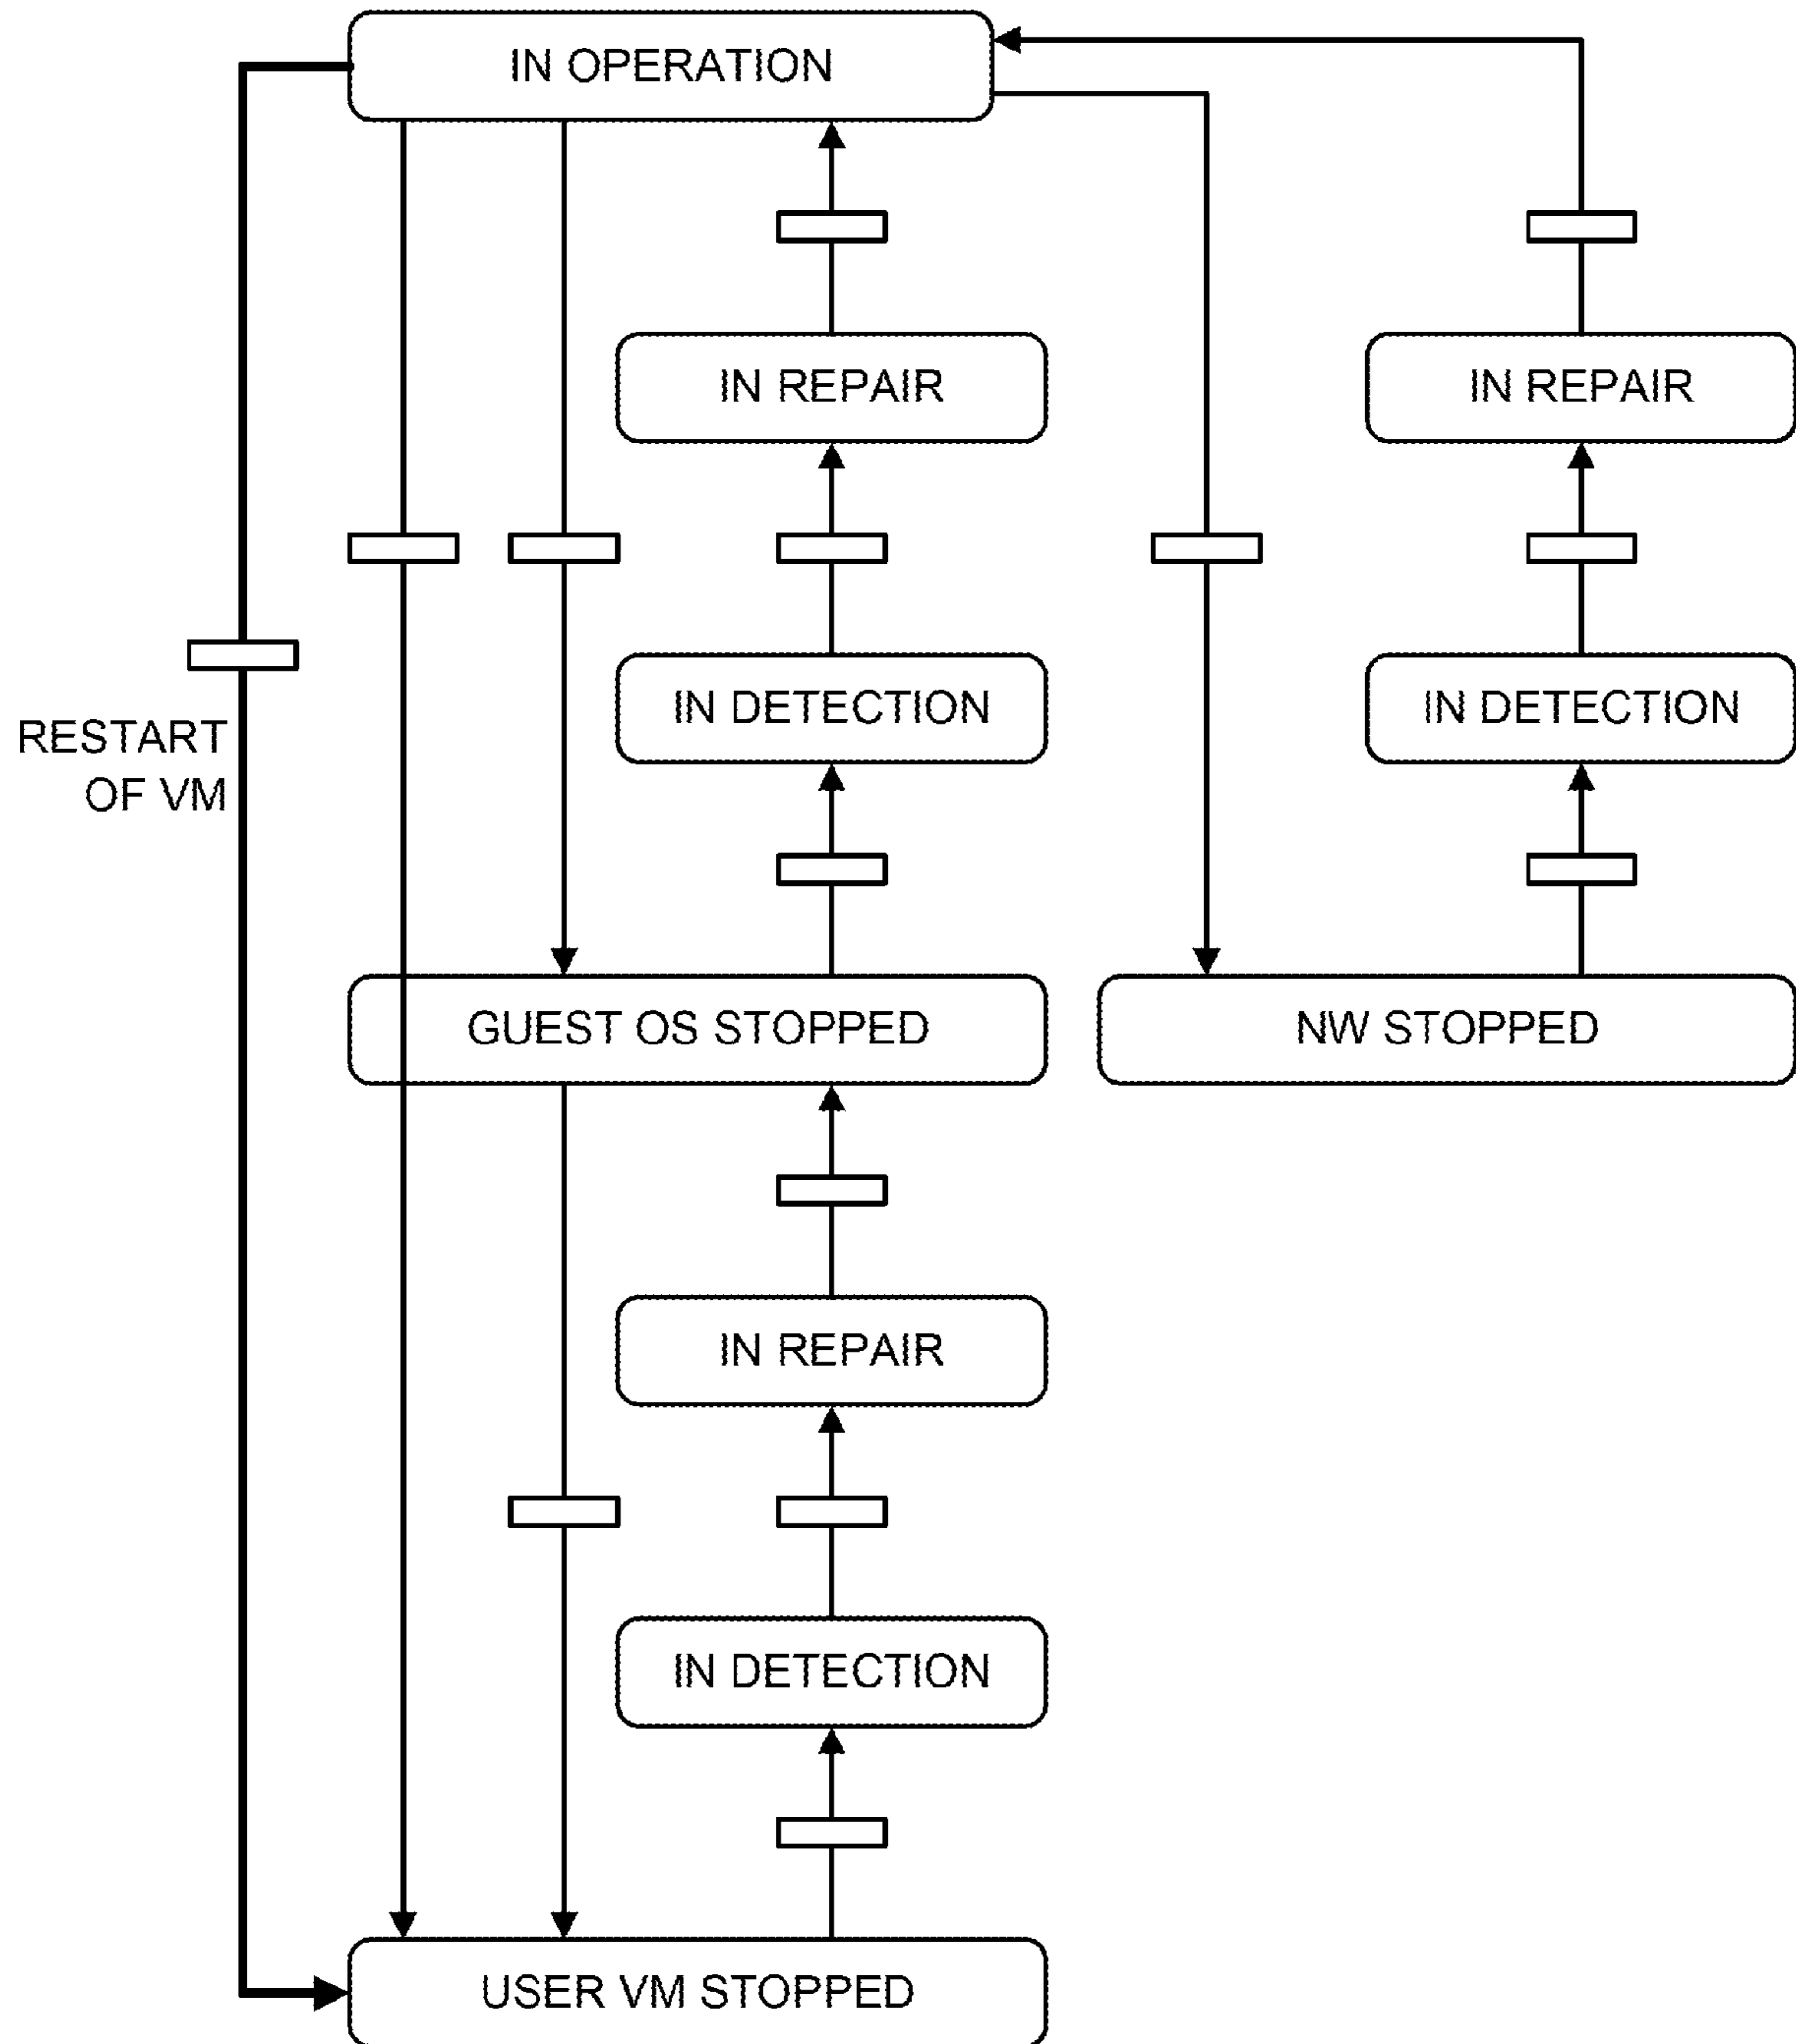 IN OPERATION
IN REPAIR
IN REPAIR
IN DETECTION
IN DETECTION
RESTART
OF VM
GUEST OS STOPPED
NW STOPPED
IN REPAIR
IN DETECTION
USER VM STOPPED